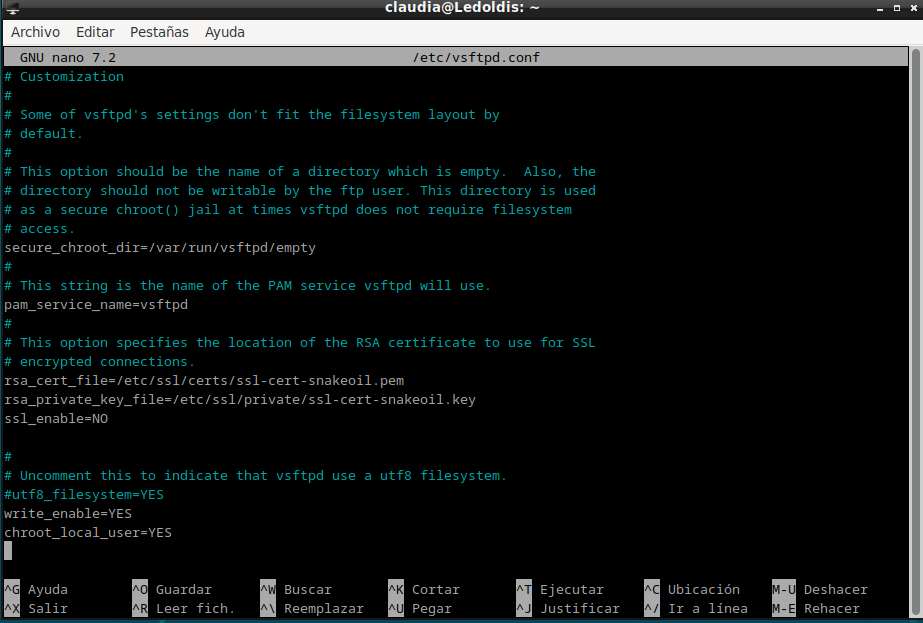 claudia@Ledoldis: ~
Archivo Editar Pestañas Ayuda
GNU nano 7.2 /etc/vsftpd.conf
# Customization
#
# Some of vsftpd's settings don't fit the filesystem layout by
# default.
#
# This option should be the name of a directory which is empty.  Also, the
# directory should not be writable by the ftp user. This directory is used
# as a secure chroot() jail at times vsftpd does not require filesystem
# access.
secure_chroot_dir=/var/run/vsftpd/empty
#
# This string is the name of the PAM service vsftpd will use.
pam_service_name=vsftpd
#
# This option specifies the location of the RSA certificate to use for SSL
# encrypted connections.
rsa_cert_file=/etc/ssl/certs/ssl-cert-snakeoil.pem
rsa_private_key_file=/etc/ssl/private/ssl-cert-snakeoil.key
ssl_enable=NO
#
# Uncomment this to indicate that vsftpd use a utf8 filesystem.
#utf8_filesystem=YES
write_enable=YES
chroot_local_user=YES
^G Ayuda ^O Guardar ^W Buscar ^K Cortar ^T Ejecutar ^C Ubicación M-U Deshacer
^X Salir ^R Leer fich. ^\ Reemplazar ^U Pegar ^J Justificar ^/ Ir a línea M-E Rehacer